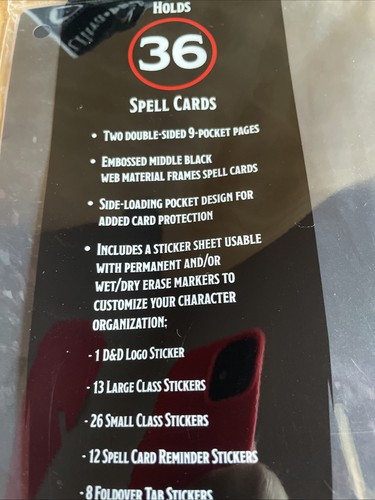 HOLDS
36
SPELL CARDS
• TWO DOUBLE-SIDED 9-POCKET PAGES
• EMBOSSED MIDDLE BLACK
WEB MATERIAL FRAMES SPELL CARDS
• SIDE-LOADING POCKET DESIGN FOR
ADDED CARD PROTECTION
• INCLUDES A STICKER SHEET USABLE
WITH PERMANENT AND/OR
WET/DRY ERASE MARKERS TO
CUSTOMIZE YOUR CHARACTER
ORGANIZATION:
- 1 D&D LOGO STICKER
- 13 LARGE CLASS STICKERS
- 26 SMALL CLASS STICKERS
- 12 SPELL CARD REMINDER STICKERS
- 8 FOLDOVER TAB STICKERS